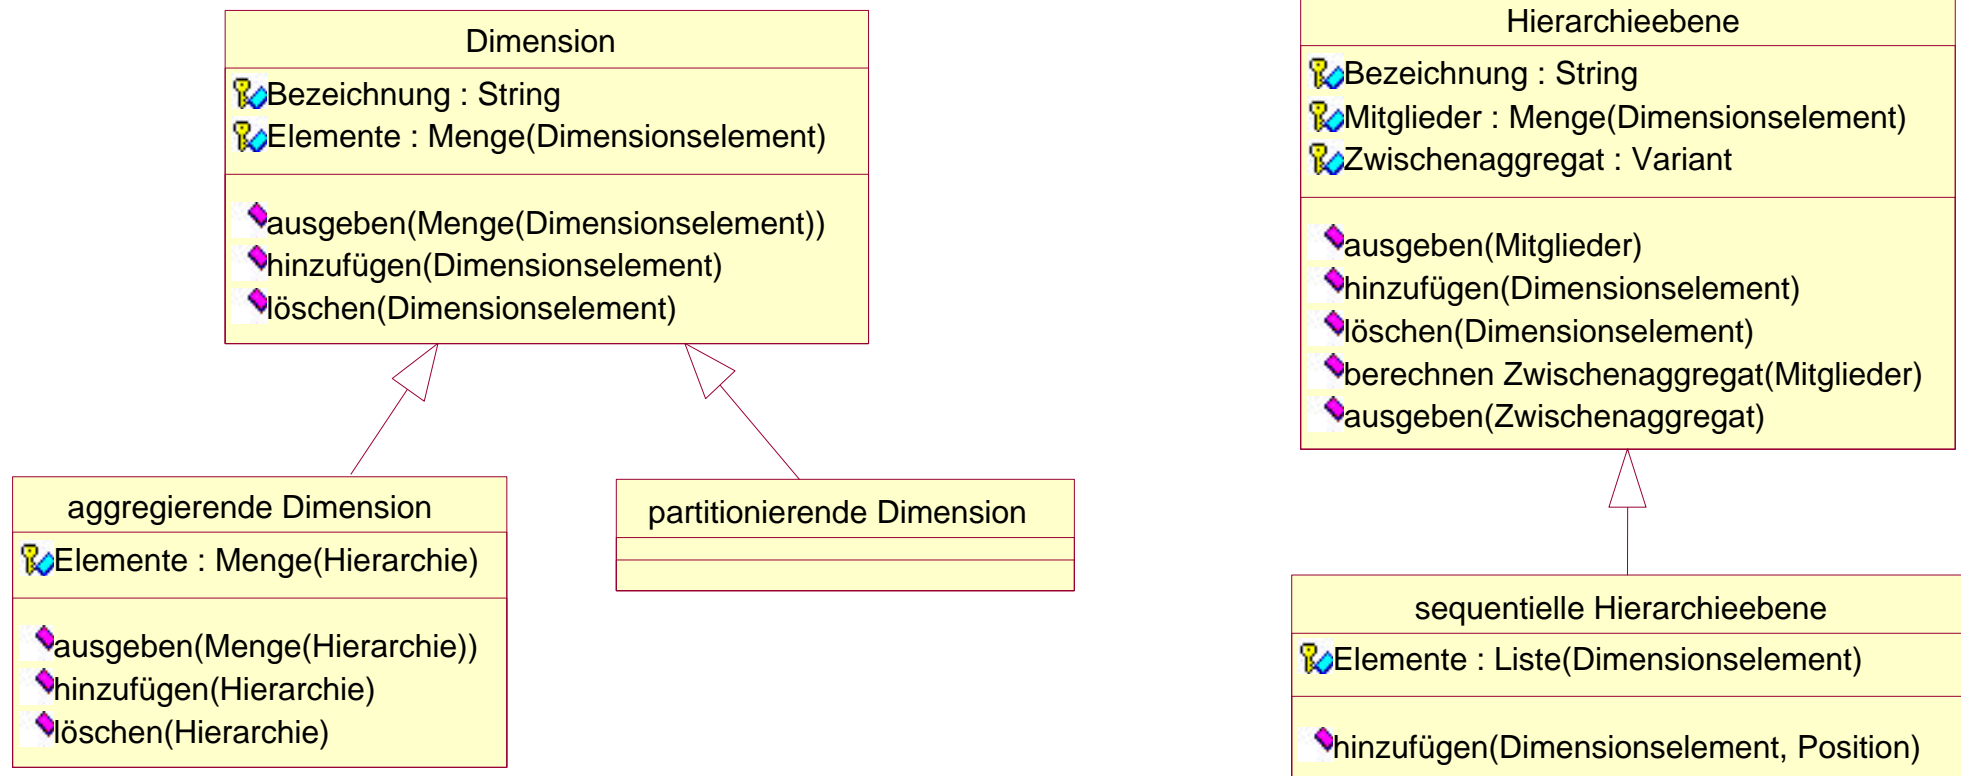 Dimension
Bezeichnung : String
Elemente : Menge(Dimensionselement)
ausgeben(Menge(Dimensionselement))
hinzufügen(Dimensionselement)
löschen(Dimensionselement)
aggregierende Dimension
Elemente : Menge(Hierarchie)
ausgeben(Menge(Hierarchie))
hinzufügen(Hierarchie)
löschen(Hierarchie)
partitionierende Dimension
Hierarchieebene
Bezeichnung : String
Mitglieder : Menge(Dimensionselement)
Zwischenaggregat : Variant
ausgeben(Mitglieder)
hinzufügen(Dimensionselement)
löschen(Dimensionselement)
berechnen Zwischenaggregat(Mitglieder)
ausgeben(Zwischenaggregat)
sequentielle Hierarchieebene
Elemente : Liste(Dimensionselement)
hinzufügen(Dimensionselement, Position)